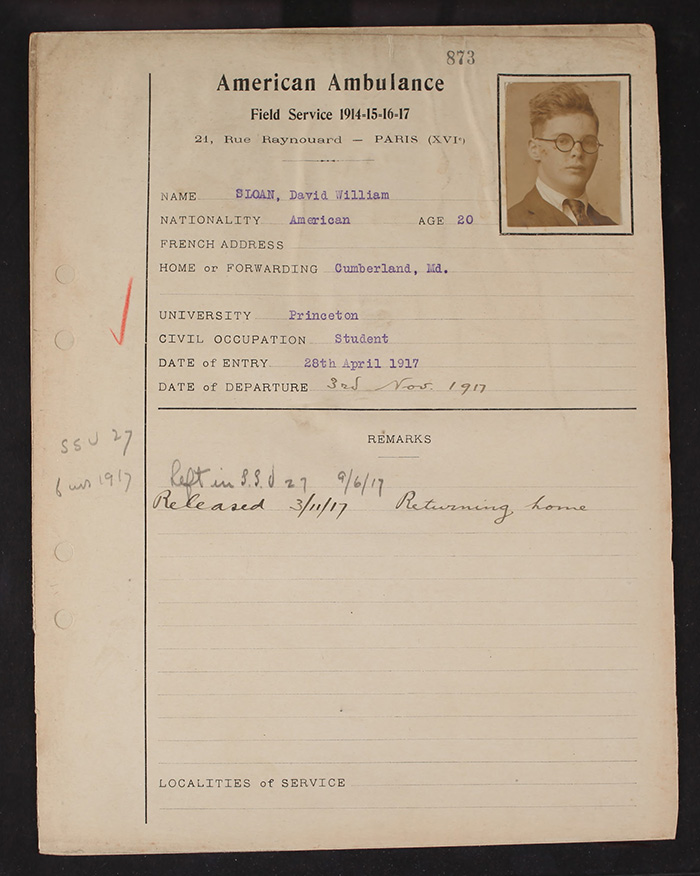 873
American Ambulance
Field Service 1914-15-16-17
21, Rue Raynouard — PARIS (XVIe)
NAME SLOAN, David William
NATIONALITY American AGE 20
FRENCH ADDRESS
HOME or FORWARDING Cumberland, Md.
UNIVERSITY Princeton
CIVIL OCCUPATION Student
DATE of ENTRY 28th April 1917
DATE of DEPARTURE 3rd Nov. 1917
REMARKS
SSU 27
6 1917
Left in S.S.U 27 9/6/17
Released 3/11/17 Returning home
LOCALITIES of SERVICE